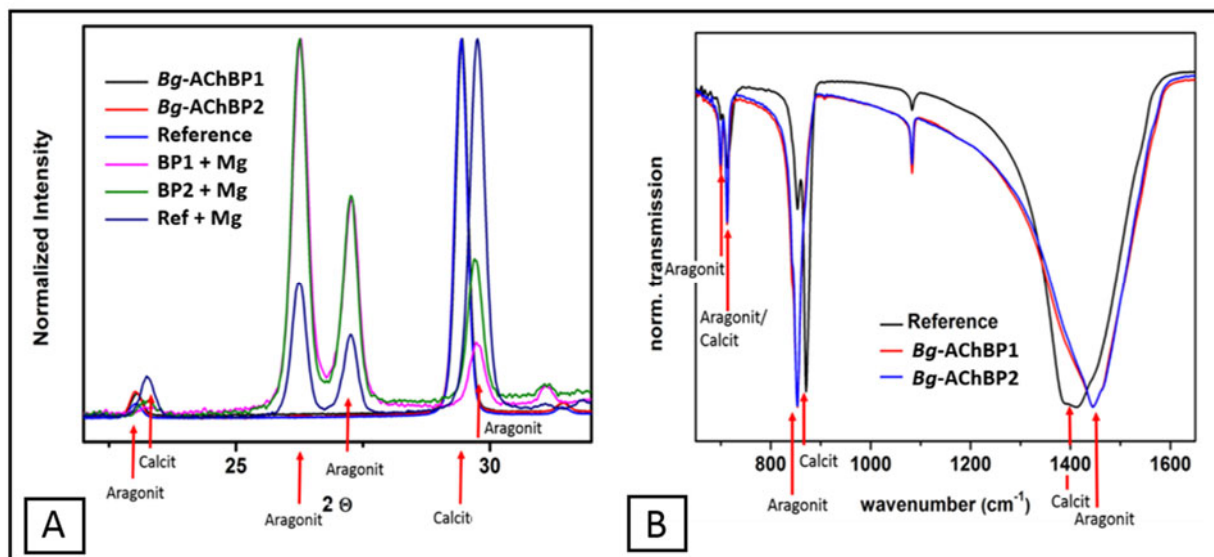 Normalized Intensity
Bg-AChBP1
Bg-AChBP2
Reference
BP1 + Mg
BP2 + Mg
Ref + Mg
25
30
2 Θ
Calcit
Aragonit
Aragonit
Aragonit
Calcit
Aragonit
A
norm. transmission
Aragonit
Aragonit/
Calcit
Reference
Bg-AChBP1
Bg-AChBP2
800
1000
1200
1400
1600
wavenumber (cm⁻¹)
Aragonit
Calcit
Calcit
Aragonit
B